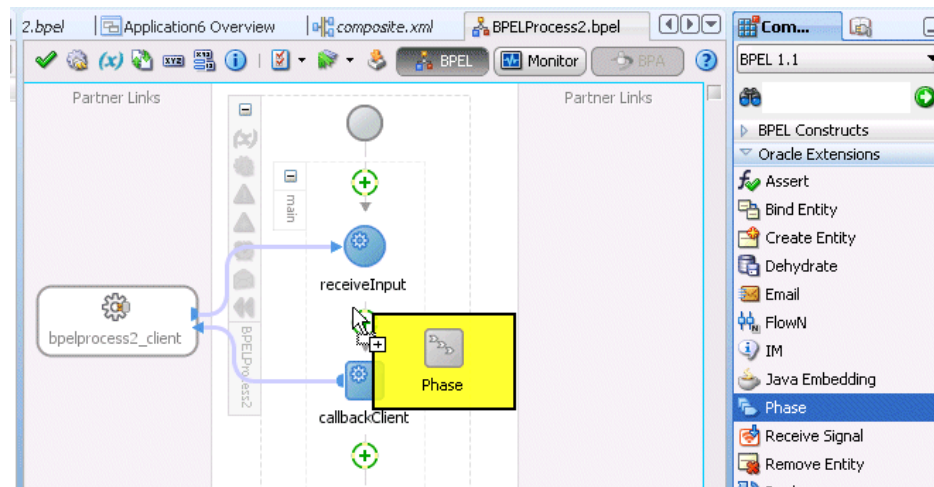 2.bpel Application6 Overview composite.xml BPELProcess2.bpel Com...
BPEL Monitor BPA BPEL 1.1
Partner Links Partner Links
BPEL Constructs
Oracle Extensions
Assert
main
Bind Entity
Create Entity
Dehydrate
receiveInput
Email
bpelprocess2_client
FlowN
BPELProcess2
IM
Phase
Java Embedding
callbackClient
Phase
Receive Signal
Remove Entity